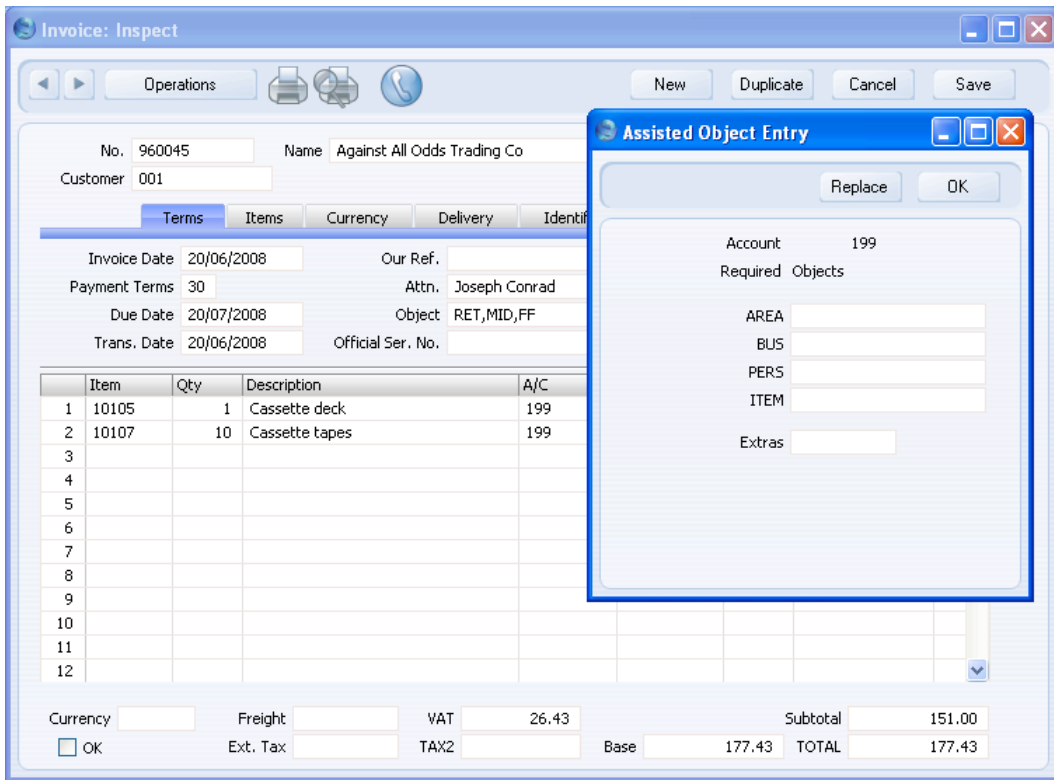 Invoice: Inspect
Operations
New Duplicate Cancel Save
No. 960045 Name Against All Odds Trading Co
Customer 001
Terms Items Currency Delivery Identif
Invoice Date 20/06/2008 Our Ref.
Payment Terms 30 Attn. Joseph Conrad
Due Date 20/07/2008 Object RET,MID,FF
Trans. Date 20/06/2008 Official Ser. No.
Item Qty Description A/C
1 10105 1 Cassette deck 199
2 10107 10 Cassette tapes 199
3
4
5
6
7
8
9
10
11
12
Currency Freight VAT 26.43 Subtotal 151.00
OK Ext. Tax TAX2 Base 177.43 TOTAL 177.43
Assisted Object Entry
Replace OK
Account 199
Required Objects
AREA
BUS
PERS
ITEM
Extras